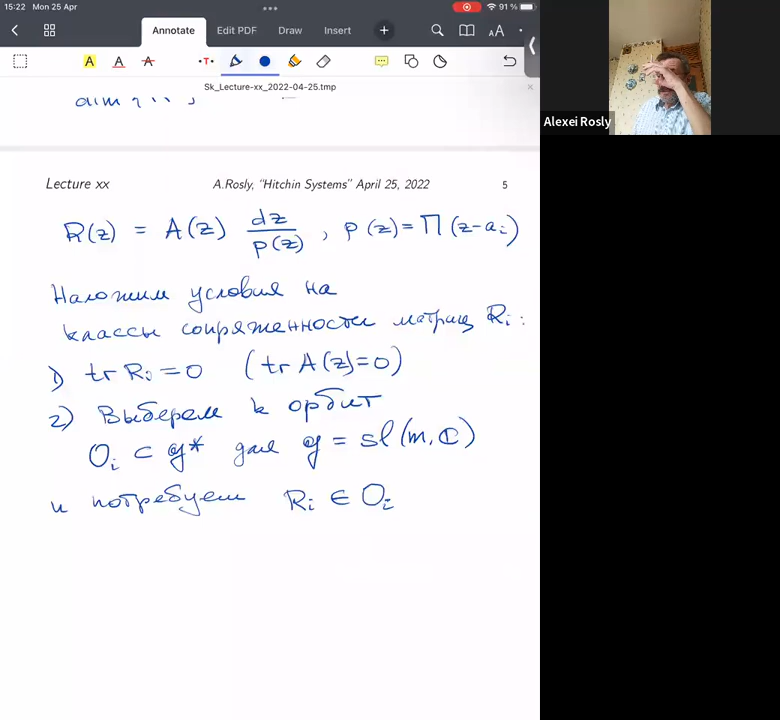 15:22 Mon 25 Apr
91 %
Annotate
Edit PDF
Draw
Insert
Sk_Lecture-xx_2022-04-25.tmp
Alexei Rosly
Lecture xx
A.Rosly, "Hitchin Systems" April 25, 2022
5
R(z) = A(z) dz/p(z), p(z) = Π(z-aᵢ)
Наложим условия на
классы сопряженности матриц Rᵢ:
1) tr Rᵢ = 0 (tr A(z) = 0)
2) Выберем k орбит
Oᵢ ⊂ 𝔤* для 𝔤 = sl(m, ℂ)
и потребуем Rᵢ ∈ Oᵢ